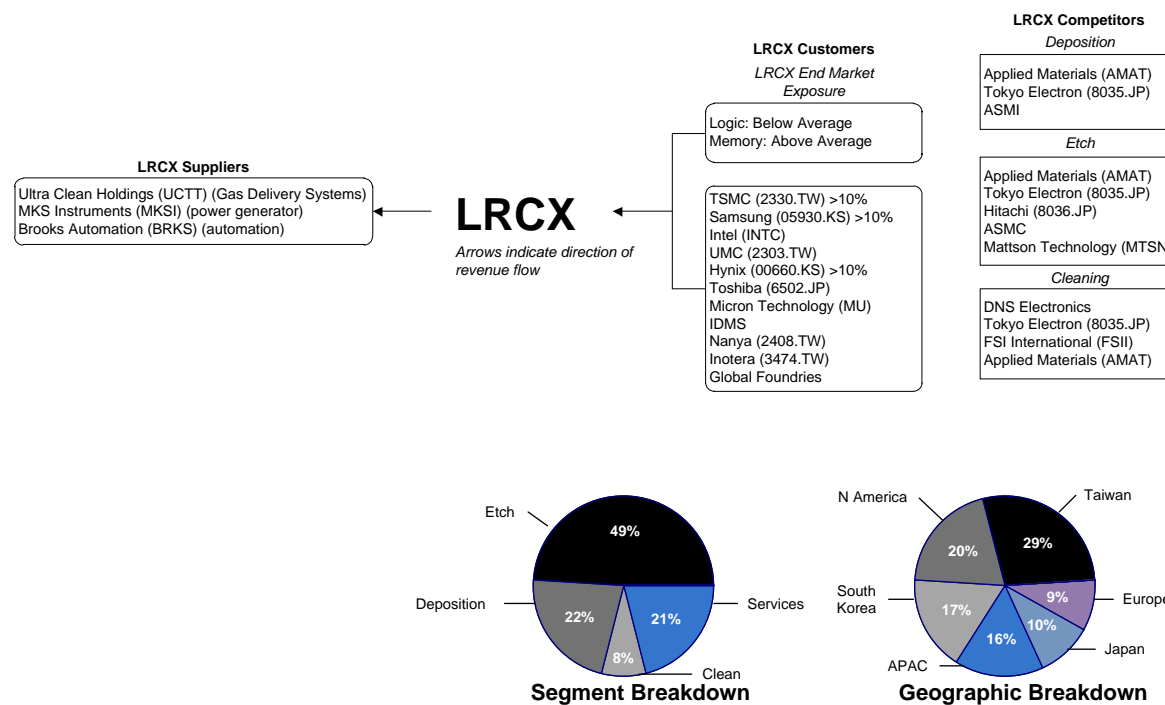 LRCX Competitors
Deposition
Applied Materials (AMAT)
Tokyo Electron (8035.JP)
ASMI
Etch
Applied Materials (AMAT)
Tokyo Electron (8035.JP)
Hitachi (8036.JP)
ASMC
Mattson Technology (MTSN
Cleaning
DNS Electronics
Tokyo Electron (8035.JP)
FSI International (FSII)
Applied Materials (AMAT)
LRCX Customers
LRCX End Market
Exposure
Logic: Below Average
Memory: Above Average
TSMC (2330.TW) >10%
Samsung (05930.KS) >10%
Intel (INTC)
UMC (2303.TW)
Hynix (00660.KS) >10%
Toshiba (6502.JP)
Micron Technology (MU)
IDMS
Nanya (2408.TW)
Inotera (3474.TW)
Global Foundries
LRCX Suppliers
Ultra Clean Holdings (UCTT) (Gas Delivery Systems)
MKS Instruments (MKSI) (power generator)
Brooks Automation (BRKS) (automation)
LRCX
Arrows indicate direction of
revenue flow
Etch
49%
Deposition
22%
21%
Services
8%
Clean
Segment Breakdown
N America
Taiwan
20%
29%
South
Korea
17%
9%
Europe
16%
10%
Japan
APAC
Geographic Breakdown